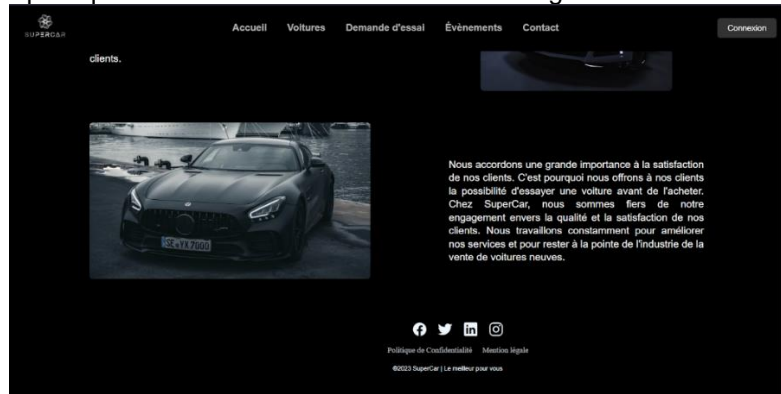 SUPERCAR
Accueil Voitures Demande d'essai Évènements Contact
Connexion
clients.
SE YX 7000
Nous accordons une grande importance à la satisfaction
de nos clients. C'est pourquoi nous offrons à nos clients
la possibilité d'essayer une voiture avant de l'acheter.
Chez SuperCar, nous sommes fiers de notre
engagement envers la qualité et la satisfaction de nos
clients. Nous travaillons constamment pour améliorer
nos services et pour rester à la pointe de l'industrie de la
vente de voitures neuves.
Politique de Confidentialité Mention légale
©2023 SuperCar | Le meilleur pour vous